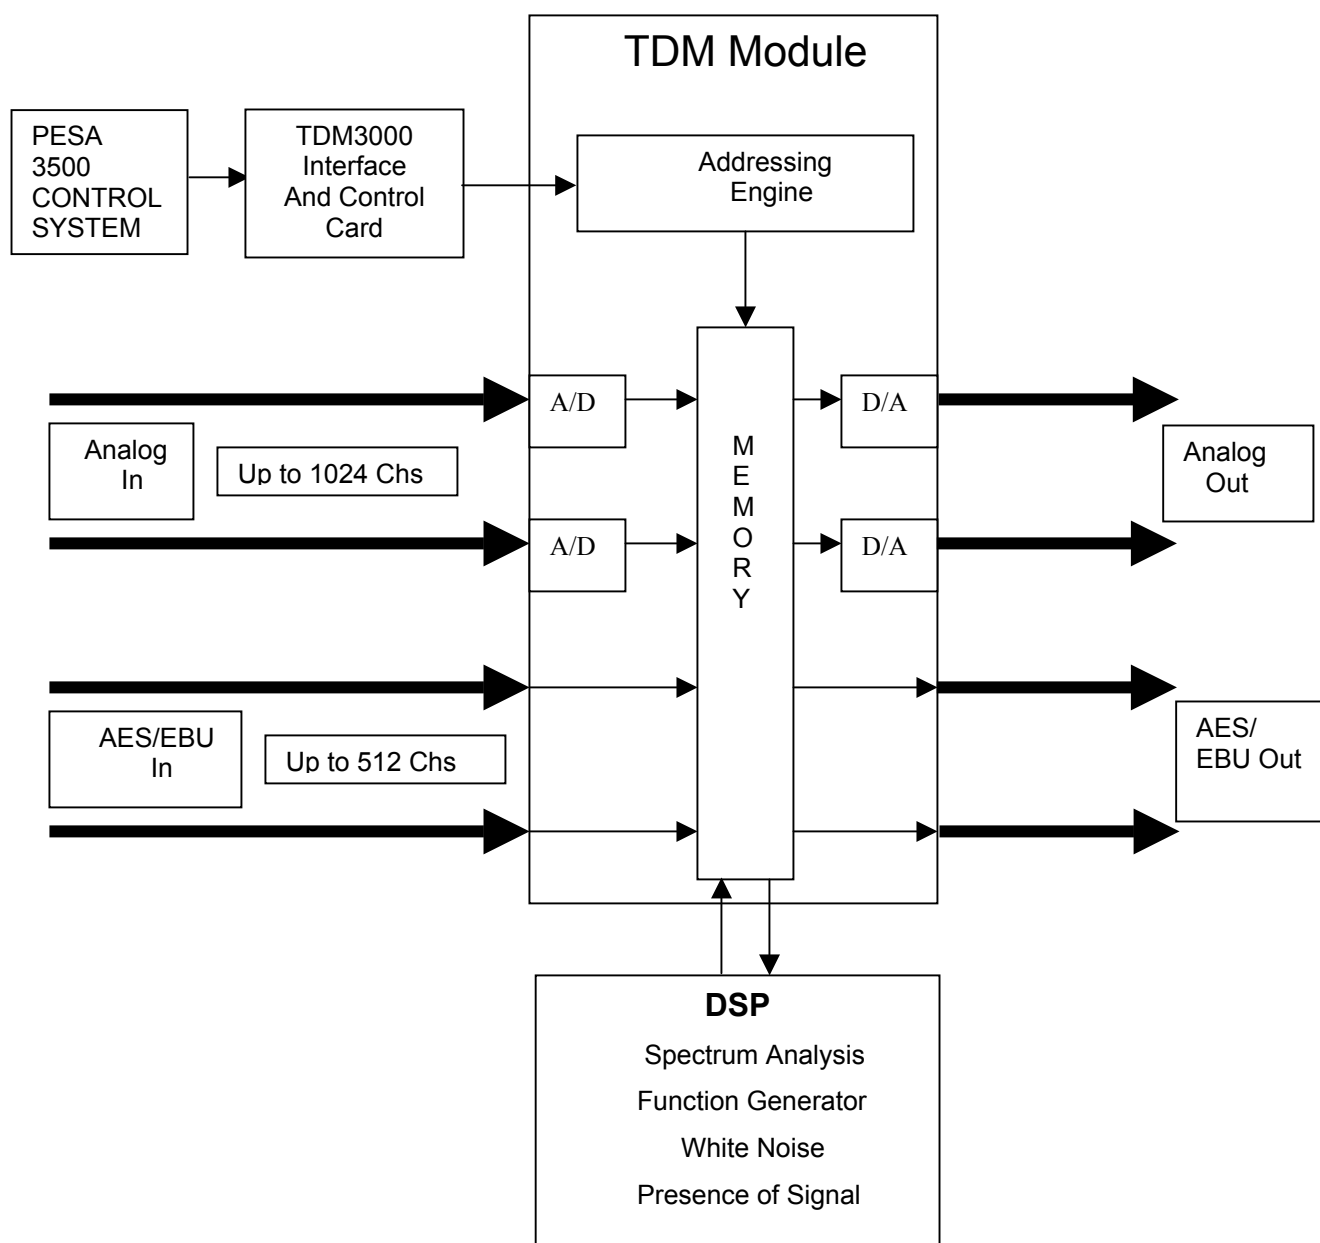 TDM Module
PESA
3500
CONTROL
SYSTEM
TDM3000
Interface
And Control
Card
Addressing
Engine
A/D
D/A
Analog
In
Up to 1024 Chs
M
E
M
O
R
Y
Analog
Out
A/D
D/A
AES/EBU
In
Up to 512 Chs
AES/
EBU Out
DSP
Spectrum Analysis
Function Generator
White Noise
Presence of Signal